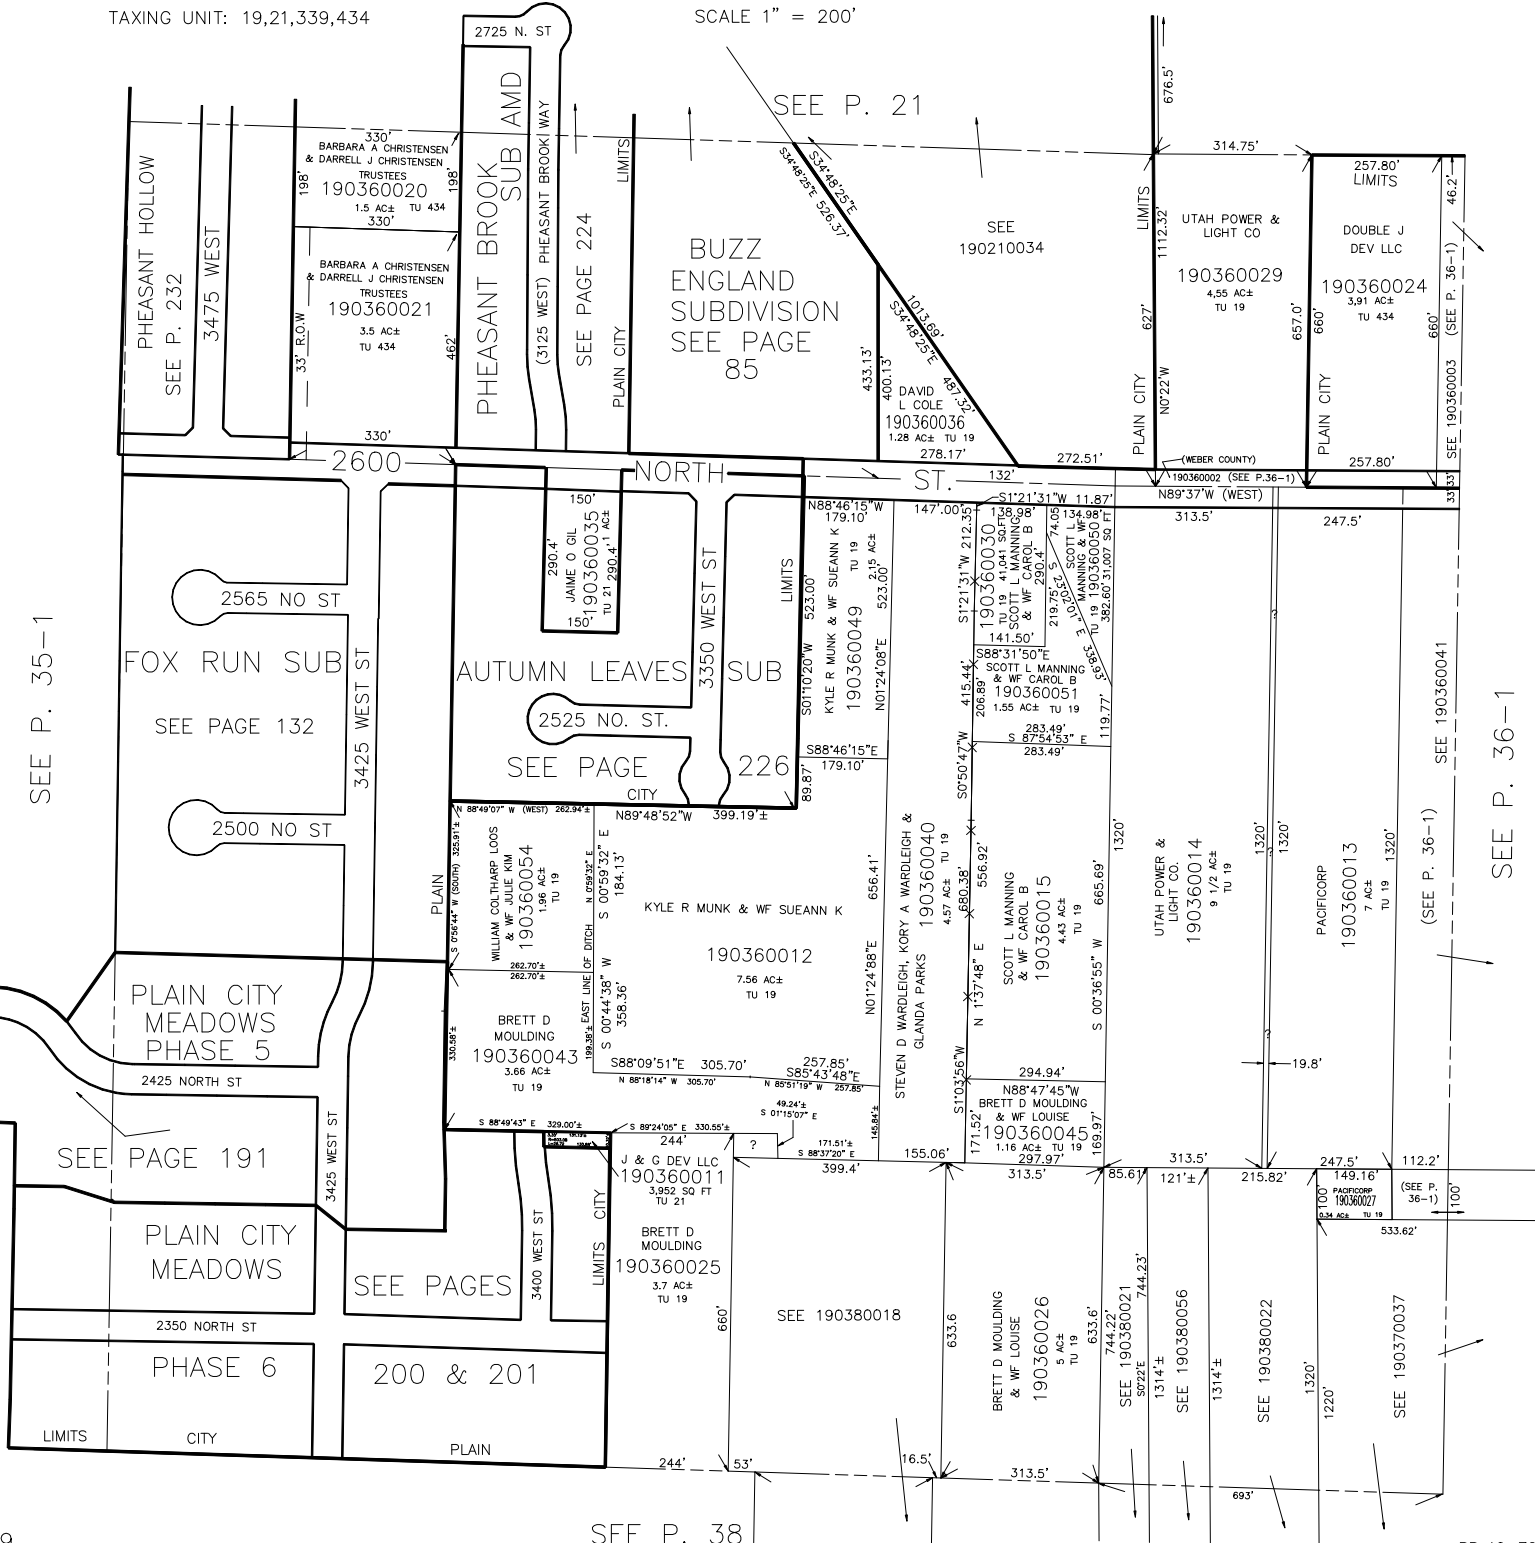 TAXING UNIT: 19,21,339,434
SCALE 1" = 200'
2725 N. ST
SEE P. 21
676.5'
PHEASANT HOLLOW
SEE P. 232
3475 WEST
330'
BARBARA A CHRISTENSEN
& DARRELL J CHRISTENSEN
TRUSTEES
190360020
1.5 AC± TU 434
198'
198'
330'
BARBARA A CHRISTENSEN
& DARRELL J CHRISTENSEN
TRUSTEES
190360021
3.5 AC±
TU 434
33' R.O.W
462'
330'
PHEASANT BROOK
SUB AMD
(3125 WEST) PHEASANT BROOK WAY
SEE PAGE 224
PLAIN CITY
LIMITS
BUZZ
ENGLAND
SUBDIVISION
SEE PAGE
85
S34°48'25"E
S34°48'25"E 526.37'
1013.69'
S34°48'25"E 487.32'
433.13'
400.13'
DAVID
L COLE
190360036
1.28 AC± TU 19
278.17'
SEE
190210034
LIMITS
1112.32'
627'
PLAIN CITY
N0°22'W
314.75'
UTAH POWER &
LIGHT CO
190360029
4.55 AC±
TU 19
657.0'
257.80'
LIMITS
46.2'
DOUBLE J
DEV LLC
190360024
3.91 AC±
TU 434
660'
660'
PLAIN CITY
SEE 190360003 (SEE P. 36-1)
2600
NORTH
ST.
132'
272.51'
(WEBER COUNTY)
190360002 (SEE P.36-1)
257.80'
33'
33'
N89°37'W (WEST)
SEE P. 35-1
FOX RUN SUB
SEE PAGE 132
2565 NO ST
2500 NO ST
3425 WEST ST
150'
290.4'
JAIME O GIL
190360035
TU 21 290.4' 1 AC±
150'
AUTUMN LEAVES SUB
3350 WEST ST
2525 NO. ST.
SEE PAGE 226
CITY
LIMITS
N88°46'15"W
179.10'
523.00'
S01°10'20"W
KYLE R MUNK & WF SUEANN K
190360049
TU 19 2.15 AC±
523.00'
N01°24'08"E
S88°46'15"E
179.10'
89.87'
147.00'
S1°21'31"W 11.87'
138.98'
134.98'
S1°21'31"W 212.35'
190360030
TU 19 41,041 SQ.FT
SCOTT L MANNING
& WF CAROL B
290.4'
74.05'
219.75'
S 23°02'01" E 338.93'
SCOTT L
MANNING & WF
TU 19 190360050
382.60' 31,007 SQ FT
141.50'
S88°31'50"E
SCOTT L MANNING
& WF CAROL B
190360051
1.55 AC± TU 19
415.44'
206.89'
119.77'
283.49'
S 87°54'53" E
283.49'
S0°50'47"W
313.5'
247.5'
1320'
UTAH POWER &
LIGHT CO.
190360014
9 1/2 AC±
TU 19
1320'
1320'
?
?
?
19.8'
PACIFICORP
190360013
7 AC±
TU 19
1320'
SEE 190360041
(SEE P. 36-1)
SEE P. 36-1
N 88°49'07" W (WEST) 262.94'±
N89°48'52"W 399.19'±
S 0°56'44" W (SOUTH) 325.91'±
PLAIN
WILLIAM COLTHARP LOOS
& WF JULIE KIM
190360054
1.96 AC±
TU 19
EAST LINE OF DITCH N 0°59'32" E
S 00°59'32" E
184.13'
262.70'±
262.70'±
KYLE R MUNK & WF SUEANN K
190360012
7.56 AC±
TU 19
656.41'
N01°24'88"E
S 00°44'38" W
358.36'
STEVEN D WARDLEIGH, KORY A WARDLEIGH &
GLANDA PARKS
190360040
4.57 AC± TU 19
680.38'
556.92'
N 1°37'48" E
SCOTT L MANNING
& WF CAROL B
190360015
4.43 AC±
TU 19
665.69'
S 00°36'55" W
BRETT D
MOULDING
190360043
3.66 AC±
TU 19
330.58'±
199.38'±
S88°09'51"E 305.70'
257.85'
S85°43'48"E
N 88°18'14" W 305.70'
N 85°51'19" W 257.85'
49.24'±
S 01°15'07" E
145.84'±
S1°03'56"W
294.94'
N88°47'45"W
BRETT D MOULDING
& WF LOUISE
190360045
1.16 AC± TU 19
171.52'
169.97'
297.97'
PLAIN CITY
MEADOWS
PHASE 5
2425 NORTH ST
SEE PAGE 191
3425 WEST ST
PLAIN CITY
MEADOWS
SEE PAGES
2350 NORTH ST
PHASE 6
200 & 201
3400 WEST ST
LIMITS CITY
LIMITS
CITY
PLAIN
S 88°49'43" E 329.00'±
S 89°24'05" E 330.55'±
244'
?
171.51'±
S 88°37'20" E
399.4'
155.06'
313.5'
85.61'
121'±
313.5'
215.82'
247.5'
149.16'
112.2'
J & G DEV LLC
190360011
3,952 SQ FT
TU 21
BRETT D
MOULDING
190360025
3.7 AC±
TU 19
660'
SEE 190380018
633.6
BRETT D MOULDING
& WF LOUISE
190360026
5 AC±
TU 19
633.6'
744.22'
SEE 190380021
S0°22'E
744.23'
1314'±
SEE 190380056
1314'±
SEE 190380022
1320'
1220'
100'
PACIFICORP
190360027
0.34 AC± TU 19
(SEE P.
36-1)
100'
533.62'
SEE 190370037
244'
53'
16.5'
313.5'
693'
SEE P. 38